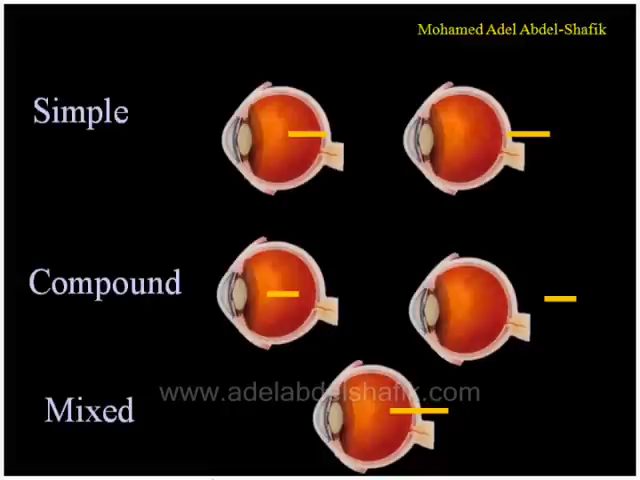 Mohamed Adel Abdel-Shafik
Simple
Compound
www.adelabdelshafik.com
Mixed